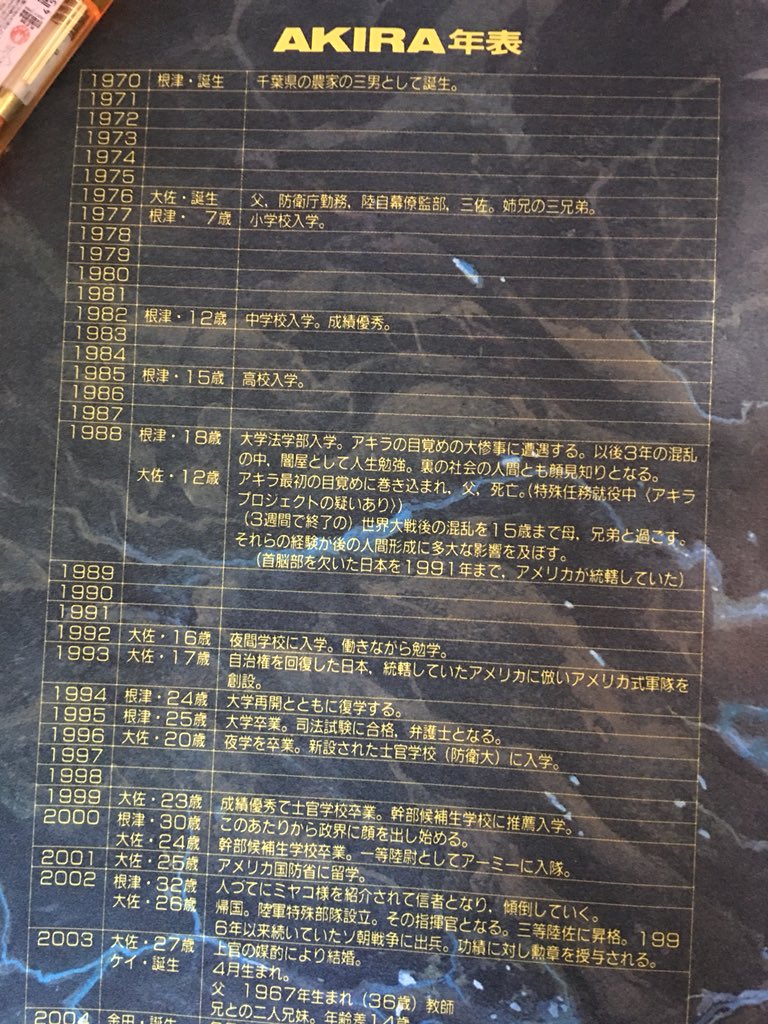 AKIRA年表
1970 根津・誕生 千葉県の農家の三男として誕生。
1971
1972
1973
1974
1975
1976 大佐・誕生 父、防衛庁勤務、陸自幕僚監部、三佐。姉兄の三兄弟。
1977 根津・ 7歳 小学校入学。
1978
1979
1980
1981
1982 根津・12歳 中学校入学。成績優秀。
1983
1984
1985 根津・15歳 高校入学。
1986
1987
1988 根津・18歳 大学法学部入学。アキラの目覚めの大惨事に遭遇する。以後3年の混乱
の中、闇屋として人生勉強。裏の社会の人間とも顔見知りとなる。
大佐・12歳 アキラ最初の目覚めに巻き込まれ、父、死亡。(特殊任務就役中〈アキラ
プロジェクトの疑いあり〉)
(3週間で終了の)世界大戦後の混乱を15歳まで母、兄弟と過ごす。
それらの経験が後の人間形成に多大な影響を及ぼす。
(首脳部を欠いた日本を1991年まで、アメリカが統轄していた)
1989
1990
1991
1992 大佐・16歳 夜間学校に入学。働きながら勉学。
1993 大佐・17歳 自治権を回復した日本、統轄していたアメリカに倣いアメリカ式軍隊を
創設。
1994 根津・24歳 大学再開とともに復学する。
1995 根津・25歳 大学卒業。司法試験に合格、弁護士となる。
1996 大佐・20歳 夜学を卒業。新設された士官学校(防衛大)に入学。
1997
1998
1999 大佐・23歳 成績優秀で士官学校卒業。幹部候補生学校に推薦入学。
2000 根津・30歳 このあたりから政界に顔を出し始める。
大佐・24歳 幹部候補生学校卒業。一等陸尉としてアーミーに入隊。
2001 大佐・25歳 アメリカ国防省に留学。
2002 根津・32歳 人づてにミヤコ様を紹介されて信者となり、傾倒していく。
大佐・26歳 帰国。陸軍特殊部隊設立。その指揮官となる。三等陸佐に昇格。199
6年以来続いていたソ朝戦争に出兵。功績に対し勲章を授与される。
2003 大佐・27歳 上官の媒酌により結婚。
ケイ・誕生 4月生まれ。
父 1967年生まれ(36歳)教師
兄との二人兄妹。年齢差14歳
2004 金田・誕生